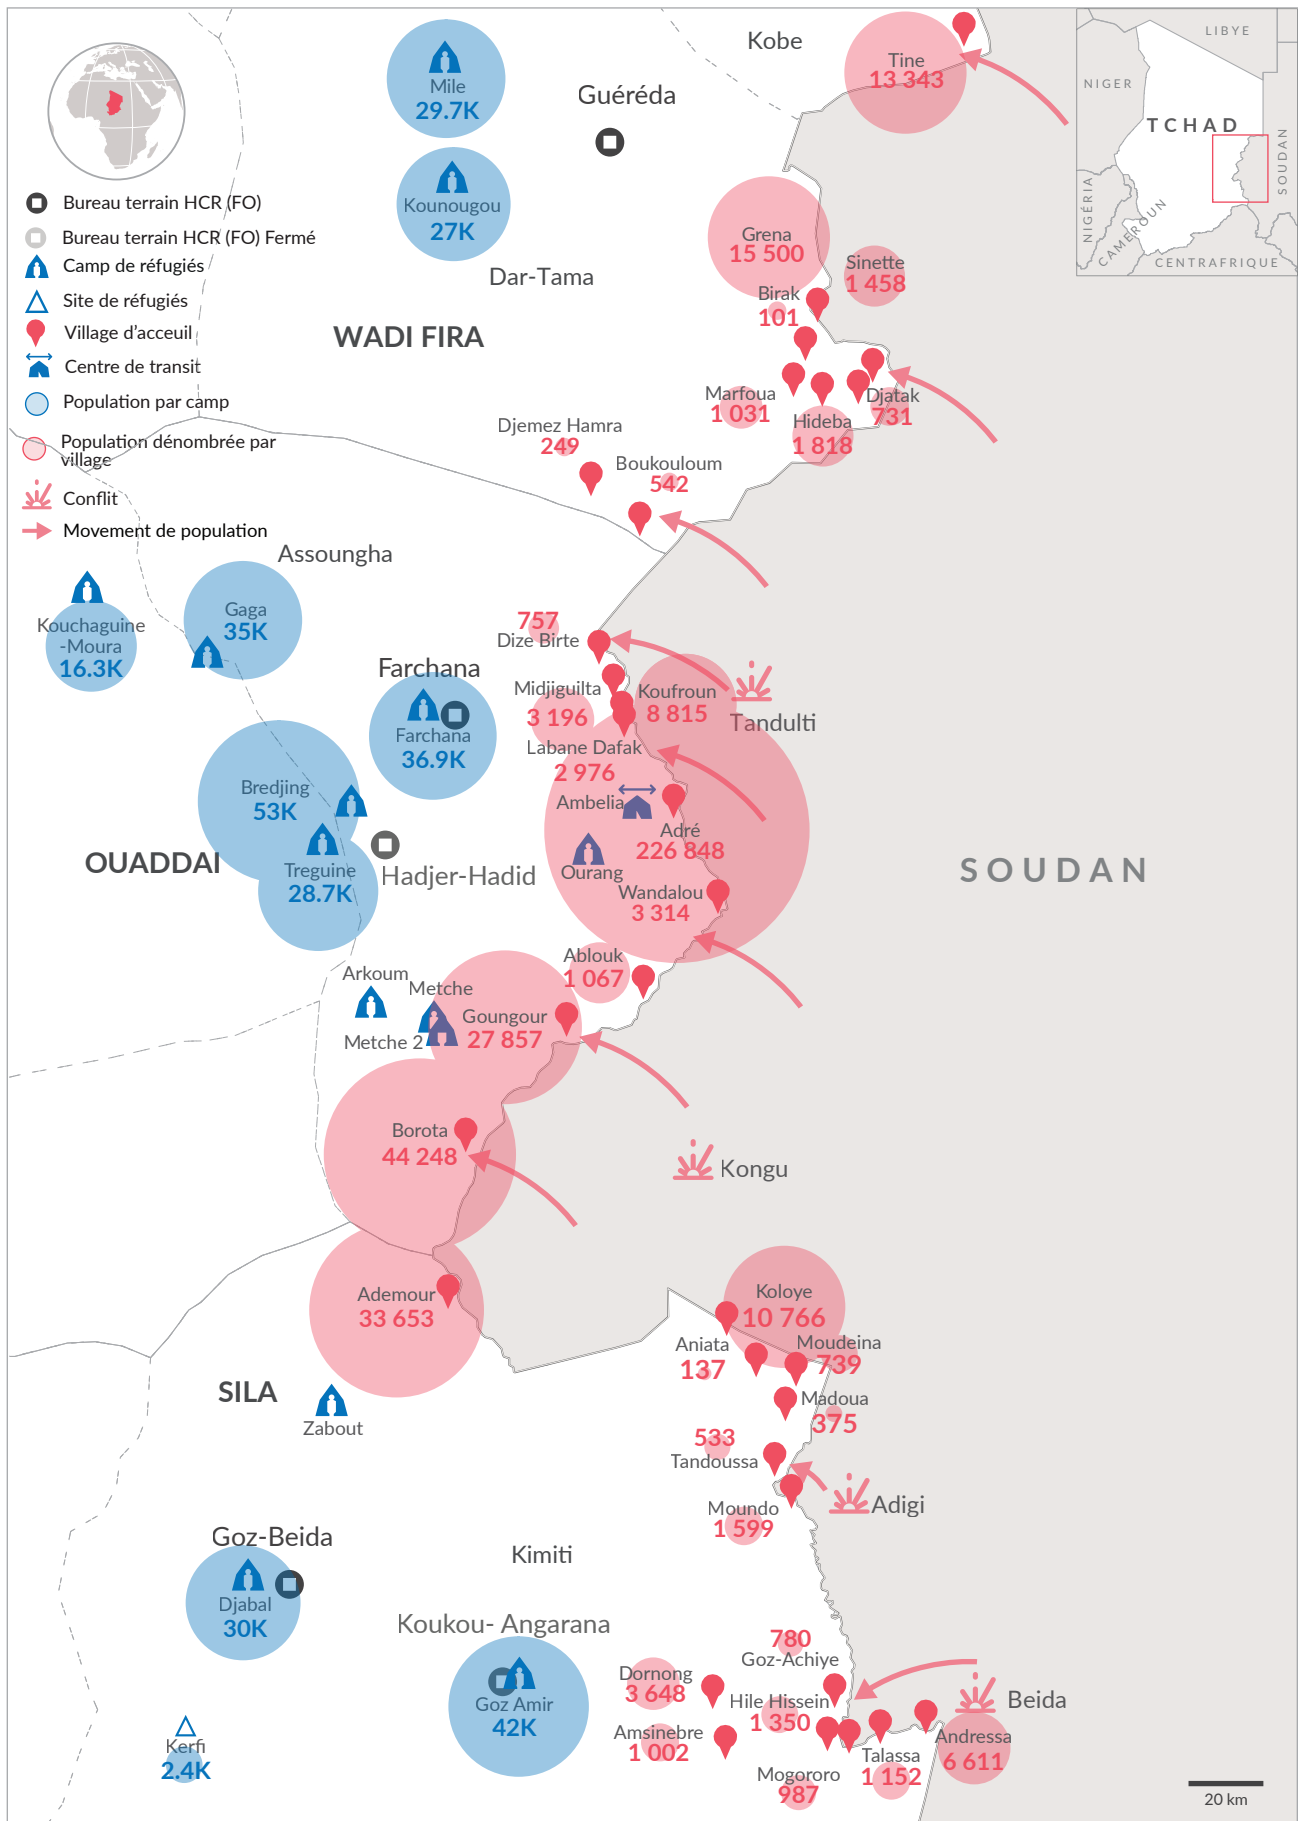 Kobe
Tine
13 343
LIBYE
NIGER
TCHAD
SOUDAN
NIGÉRIA
CAMEROUN
CENTRAFRIQUE
Mile
29.7K
Guéréda
Kounougou
27K
Dar-Tama
WADI FIRA
Bureau terrain HCR (FO)
Bureau terrain HCR (FO) Fermé
Camp de réfugiés
Site de réfugiés
Village d'acceuil
Centre de transit
Population par camp
Population dénombrée par
village
Conflit
Movement de population
Grena
15 500
Sinette
1 458
Birak
101
Marfoua
1 031
Djatak
731
Hideba
1 818
Djemez Hamra
249
Boukouloum
542
Assoungha
Kouchaguine
-Moura
16.3K
Gaga
35K
757
Dize Birte
Farchana
Farchana
36.9K
Midjiguilta
3 196
Koufroun
8 815
Tandulti
Labane Dafak
2 976
Bredjing
53K
Ambelia
Adré
226 848
OUADDAI
Treguine
28.7K
Hadjer-Hadid
Ourang
Wandalou
3 314
SOUDAN
Ablouk
1 067
Arkoum
Metche
Metche 2
Goungour
27 857
Borota
44 248
Kongu
Ademour
33 653
Koloye
10 766
Aniata
137
Moudeina
739
SILA
Zabout
Madoua
375
533
Tandoussa
Adigi
Moundo
1 599
Goz-Beida
Djabal
30K
Kimiti
Koukou- Angarana
Goz Amir
42K
780
Goz-Achiye
Dornong
3 648
Hile Hissein
1 350
Beida
Amsinebre
1 002
Andressa
6 611
Talassa
1 152
Mogororo
987
Kerfi
2.4K
20 km